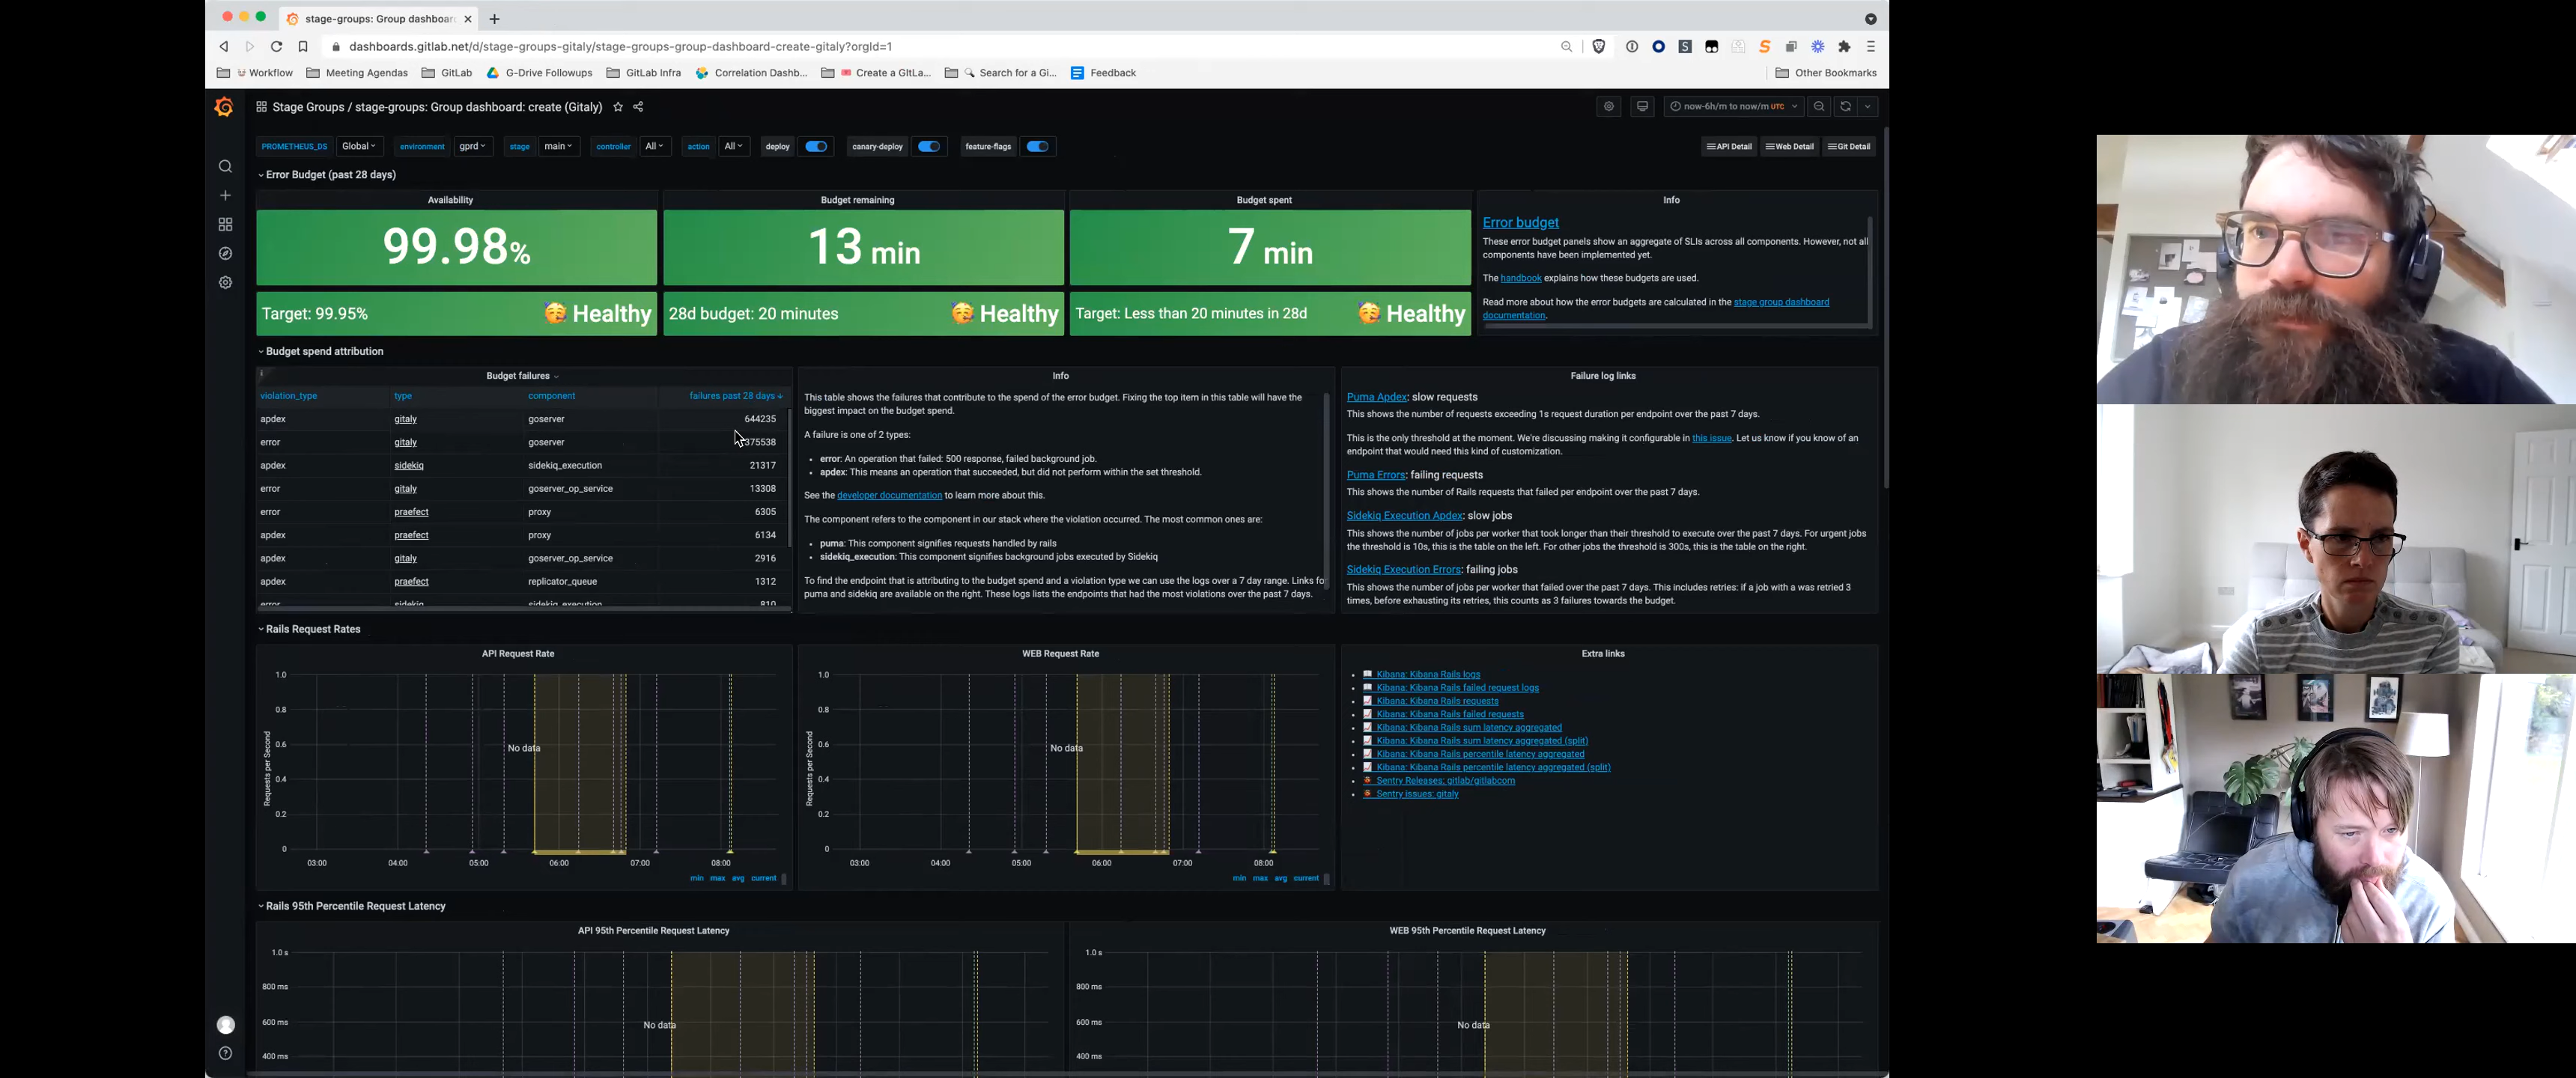 stage-groups: Group dashboar
dashboards.gitlab.net/d/stage-groups-gitaly/stage-groups-group-dashboard-create-gitaly?orgId=1
Workflow Meeting Agendas GitLab G-Drive Followups GitLab Infra Correlation Dashb... Create a GItLa... Search for a Gi... Feedback Other Bookmarks
Stage Groups / stage-groups: Group dashboard: create (Gitaly) now-6h/m to now/m UTC
PROMETHEUS_DS Global environment gprd stage main controller All action All deploy canary-deploy feature-flags API Detail Web Detail Git Detail
Error Budget (past 28 days)
Availability
99.98%
Target: 99.95% Healthy
Budget remaining
13 min
28d budget: 20 minutes Healthy
Budget spent
7 min
Target: Less than 20 minutes in 28d Healthy
Info
Error budget
These error budget panels show an aggregate of SLIs across all components. However, not all
components have been implemented yet.
The handbook explains how these budgets are used.
Read more about how the error budgets are calculated in the stage group dashboard
documentation.
Budget spend attribution
Budget failures
violation_type type component failures past 28 days
apdex gitaly goserver 644235
error gitaly goserver 375538
apdex sidekiq sidekiq_execution 21317
error gitaly goserver_op_service 13308
error praefect proxy 6305
apdex praefect proxy 6134
apdex gitaly goserver_op_service 2916
apdex praefect replicator_queue 1312
error sidekiq sidekiq_execution 810
Info
This table shows the failures that contribute to the spend of the error budget. Fixing the top item in this table will have the
biggest impact on the budget spend.
A failure is one of 2 types:
error: An operation that failed: 500 response, failed background job.
apdex: This means an operation that succeeded, but did not perform within the set threshold.
See the developer documentation to learn more about this.
The component refers to the component in our stack where the violation occurred. The most common ones are:
puma: This component signifies requests handled by rails
sidekiq_execution: This component signifies background jobs executed by Sidekiq
To find the endpoint that is attributing to the budget spend and a violation type we can use the logs over a 7 day range. Links for
puma and sidekiq are available on the right. These logs lists the endpoints that had the most violations over the past 7 days.
Failure log links
Puma Apdex: slow requests
This shows the number of requests exceeding 1s request duration per endpoint over the past 7 days.
This is the only threshold at the moment. We're discussing making it configurable in this issue. Let us know if you know of an
endpoint that would need this kind of customization.
Puma Errors: failing requests
This shows the number of Rails requests that failed per endpoint over the past 7 days.
Sidekiq Execution Apdex: slow jobs
This shows the number of jobs per worker that took longer than their threshold to execute over the past 7 days. For urgent jobs
the threshold is 10s, this is the table on the left. For other jobs the threshold is 300s, this is the table on the right.
Sidekiq Execution Errors: failing jobs
This shows the number of jobs per worker that failed over the past 7 days. This includes retries: if a job with a was retried 3
times, before exhausting its retries, this counts as 3 failures towards the budget.
Rails Request Rates
API Request Rate
Requests per Second
1.0
0.8
0.6
0.4
0.2
0
No data
03:00 04:00 05:00 06:00 07:00 08:00
min max avg current
WEB Request Rate
Requests per Second
1.0
0.8
0.6
0.4
0.2
0
No data
03:00 04:00 05:00 06:00 07:00 08:00
min max avg current
Extra links
Kibana: Kibana Rails logs
Kibana: Kibana Rails failed request logs
Kibana: Kibana Rails requests
Kibana: Kibana Rails failed requests
Kibana: Kibana Rails sum latency aggregated
Kibana: Kibana Rails sum latency aggregated (split)
Kibana: Kibana Rails percentile latency aggregated
Kibana: Kibana Rails percentile latency aggregated (split)
Sentry Releases: gitlab/gitlabcom
Sentry Issues: gitaly
Rails 95th Percentile Request Latency
API 95th Percentile Request Latency
1.0 s
800 ms
600 ms
400 ms
No data
WEB 95th Percentile Request Latency
1.0 s
800 ms
600 ms
400 ms
No data